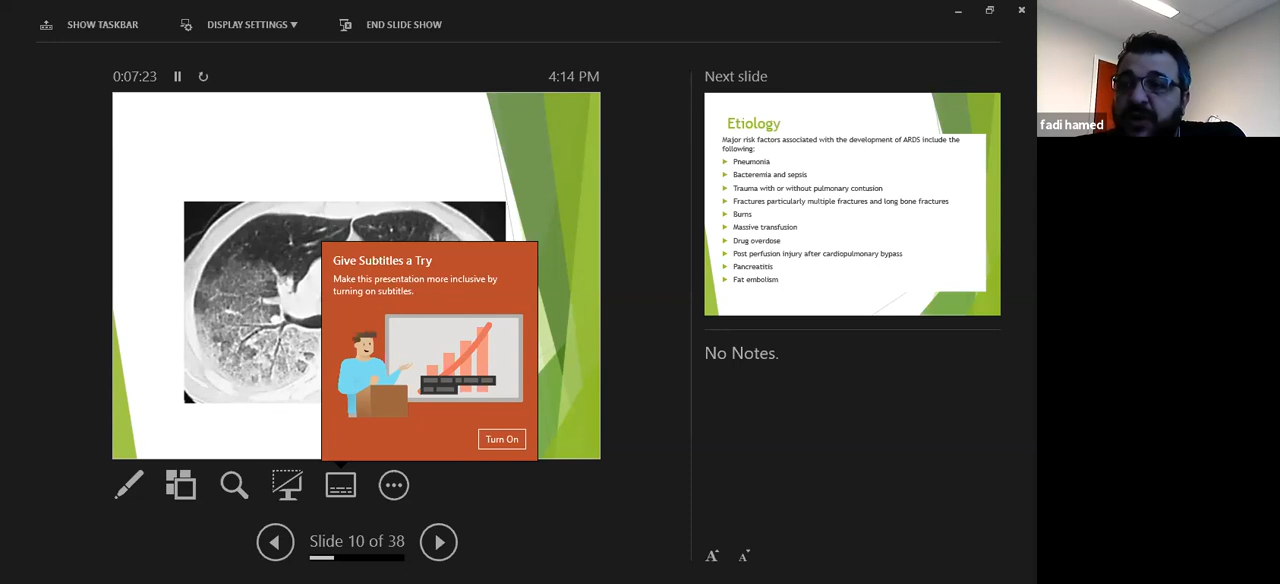 SHOW TASKBAR
DISPLAY SETTINGS ▼
END SLIDE SHOW
0:07:23
4:14 PM
Give Subtitles a Try
Make this presentation more inclusive by
turning on subtitles.
Turn On
Slide 10 of 38
Next slide
Etiology
Major risk factors associated with the development of ARDS include the
following:
Pneumonia
Bacteremia and sepsis
Trauma with or without pulmonary contusion
Fractures particularly multiple fractures and long bone fractures
Burns
Massive transfusion
Drug overdose
Post perfusion injury after cardiopulmonary bypass
Pancreatitis
Fat embolism
No Notes.
A A
fadi hamed